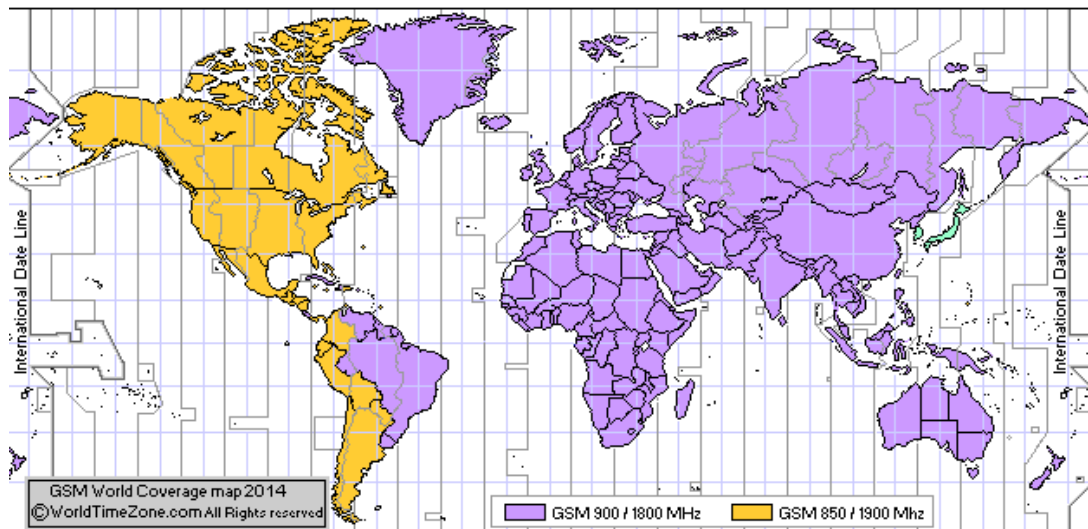 International Date Line
International Date Line
GSM World Coverage map 2014
©WorldTimeZone.com All Rights reserved
GSM 900 / 1800 MHz
GSM 850 / 1900 Mhz